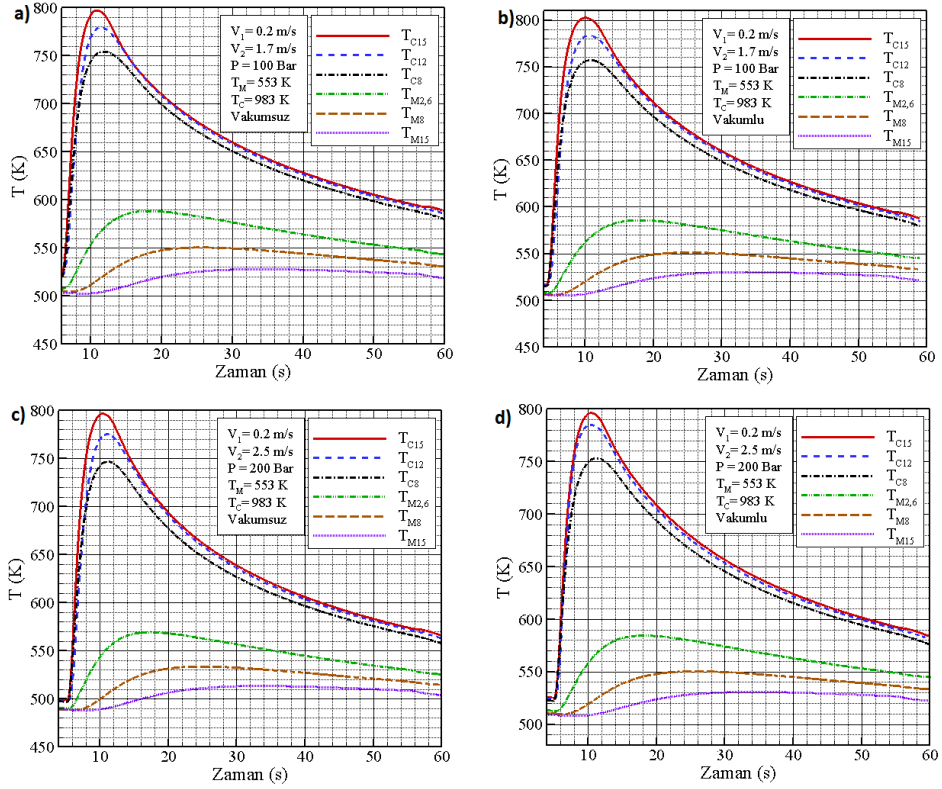 a)
800
750
700
650
600
550
500
450
T (K)
10
20
30
40
50
60
Zaman (s)
V1= 0.2 m/s
V2= 1.7 m/s
P = 100 Bar
TM= 553 K
TC= 983 K
Vakumsuz
TC15
TC12
TC8
TM2,6
TM8
TM15
b)
800
750
700
650
600
550
500
450
T (K)
10
20
30
40
50
60
Zaman (s)
V1= 0.2 m/s
V2= 1.7 m/s
P = 100 Bar
TM= 553 K
TC= 983 K
Vakumlu
TC15
TC12
TC8
TM2,6
TM8
TM15
c)
800
750
700
650
600
550
500
450
T (K)
10
20
30
40
50
60
Zaman (s)
V1= 0.2 m/s
V2= 2.5 m/s
P = 200 Bar
TM= 553 K
TC= 983 K
Vakumsuz
TC15
TC12
TC8
TM2,6
TM8
TM15
d)
800
750
700
650
600
550
500
T (K)
10
20
30
40
50
60
Zaman (s)
V1= 0.2 m/s
V2= 2.5 m/s
P = 200 Bar
TM= 553 K
TC= 983 K
Vakumlu
TC15
TC12
TC8
TM2,6
TM8
TM15